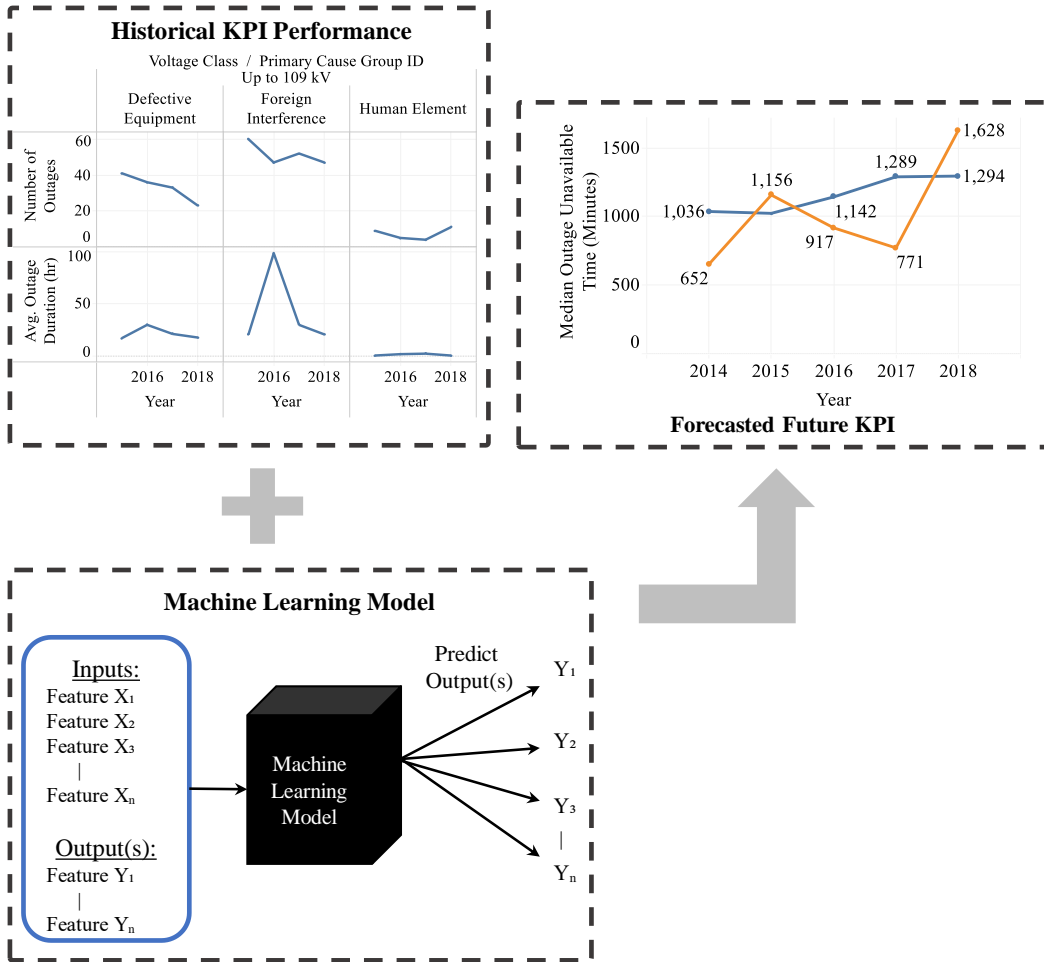 Historical KPI Performance
Voltage Class / Primary Cause Group ID
Up to 109 kV
Defective
Equipment
Foreign
Interference
Human Element
Number of
Outages
60
40
20
0
Avg. Outage
Duration (hr)
100
50
0
2016 2018
2016 2018
2016 2018
Year
Year
Year
Median Outage Unavailable
Time (Minutes)
1500
1000
500
0
1,036
652
1,156
1,142
917
1,289
771
1,628
1,294
2014 2015 2016 2017 2018
Year
Forecasted Future KPI
Machine Learning Model
Inputs:
Feature X₁
Feature X₂
Feature X₃
|
Feature Xₙ
Output(s):
Feature Y₁
|
Feature Yₙ
Machine
Learning
Model
Predict
Output(s)
Y₁
Y₂
Y₃
|
Yₙ